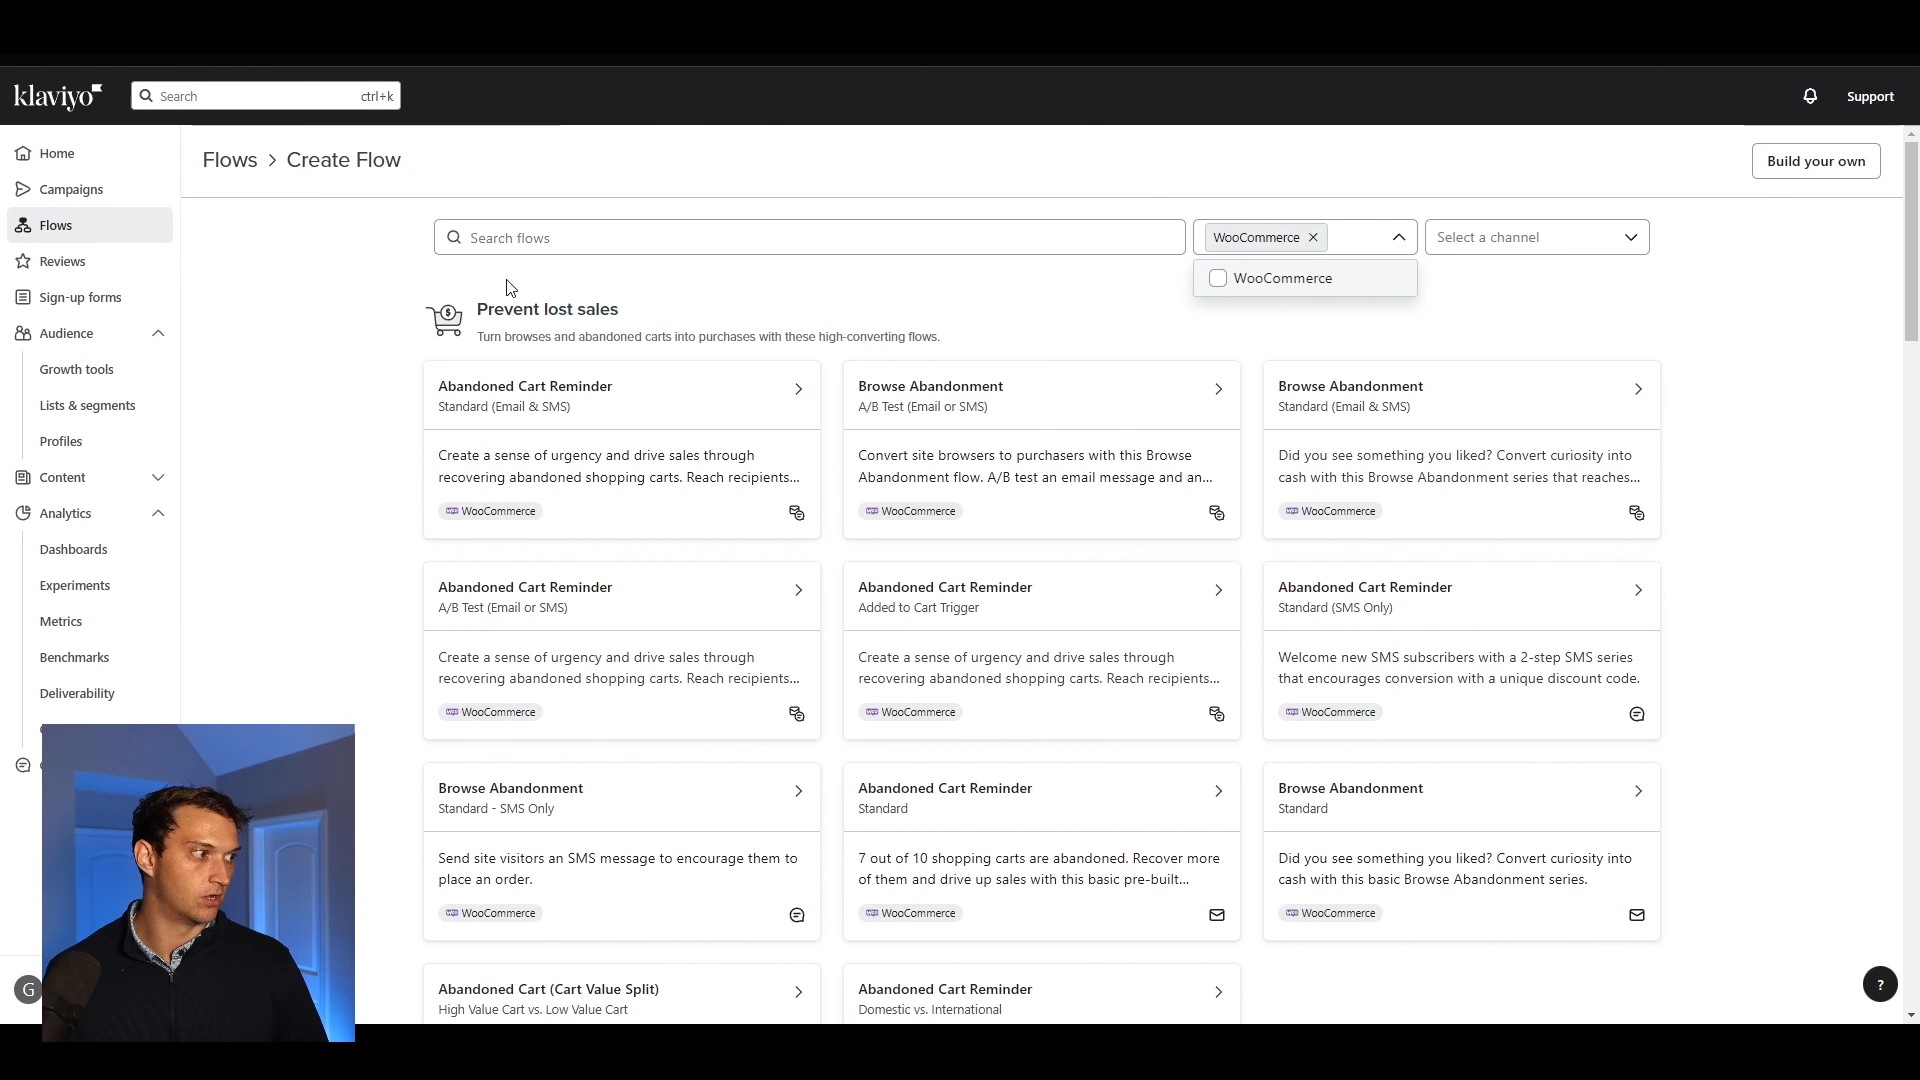 klaviyo
Search ctrl+k
Support
Home
Campaigns
Flows
Reviews
Sign-up forms
Audience
Growth tools
Lists & segments
Profiles
Content
Analytics
Dashboards
Experiments
Metrics
Benchmarks
Deliverability
G
Flows > Create Flow
Build your own
Search flows
WooCommerce
Select a channel
WooCommerce
Prevent lost sales
Turn browses and abandoned carts into purchases with these high-converting flows.
Abandoned Cart Reminder
Standard (Email & SMS)
Create a sense of urgency and drive sales through
recovering abandoned shopping carts. Reach recipients...
WooCommerce
Browse Abandonment
A/B Test (Email or SMS)
Convert site browsers to purchasers with this Browse
Abandonment flow. A/B test an email message and an...
WooCommerce
Browse Abandonment
Standard (Email & SMS)
Did you see something you liked? Convert curiosity into
cash with this Browse Abandonment series that reaches...
WooCommerce
Abandoned Cart Reminder
A/B Test (Email or SMS)
Create a sense of urgency and drive sales through
recovering abandoned shopping carts. Reach recipients...
WooCommerce
Abandoned Cart Reminder
Added to Cart Trigger
Create a sense of urgency and drive sales through
recovering abandoned shopping carts. Reach recipients...
WooCommerce
Abandoned Cart Reminder
Standard (SMS Only)
Welcome new SMS subscribers with a 2-step SMS series
that encourages conversion with a unique discount code.
WooCommerce
Browse Abandonment
Standard - SMS Only
Send site visitors an SMS message to encourage them to
place an order.
WooCommerce
Abandoned Cart Reminder
Standard
7 out of 10 shopping carts are abandoned. Recover more
of them and drive up sales with this basic pre-built...
WooCommerce
Browse Abandonment
Standard
Did you see something you liked? Convert curiosity into
cash with this basic Browse Abandonment series.
WooCommerce
Abandoned Cart (Cart Value Split)
High Value Cart vs. Low Value Cart
Abandoned Cart Reminder
Domestic vs. International
?